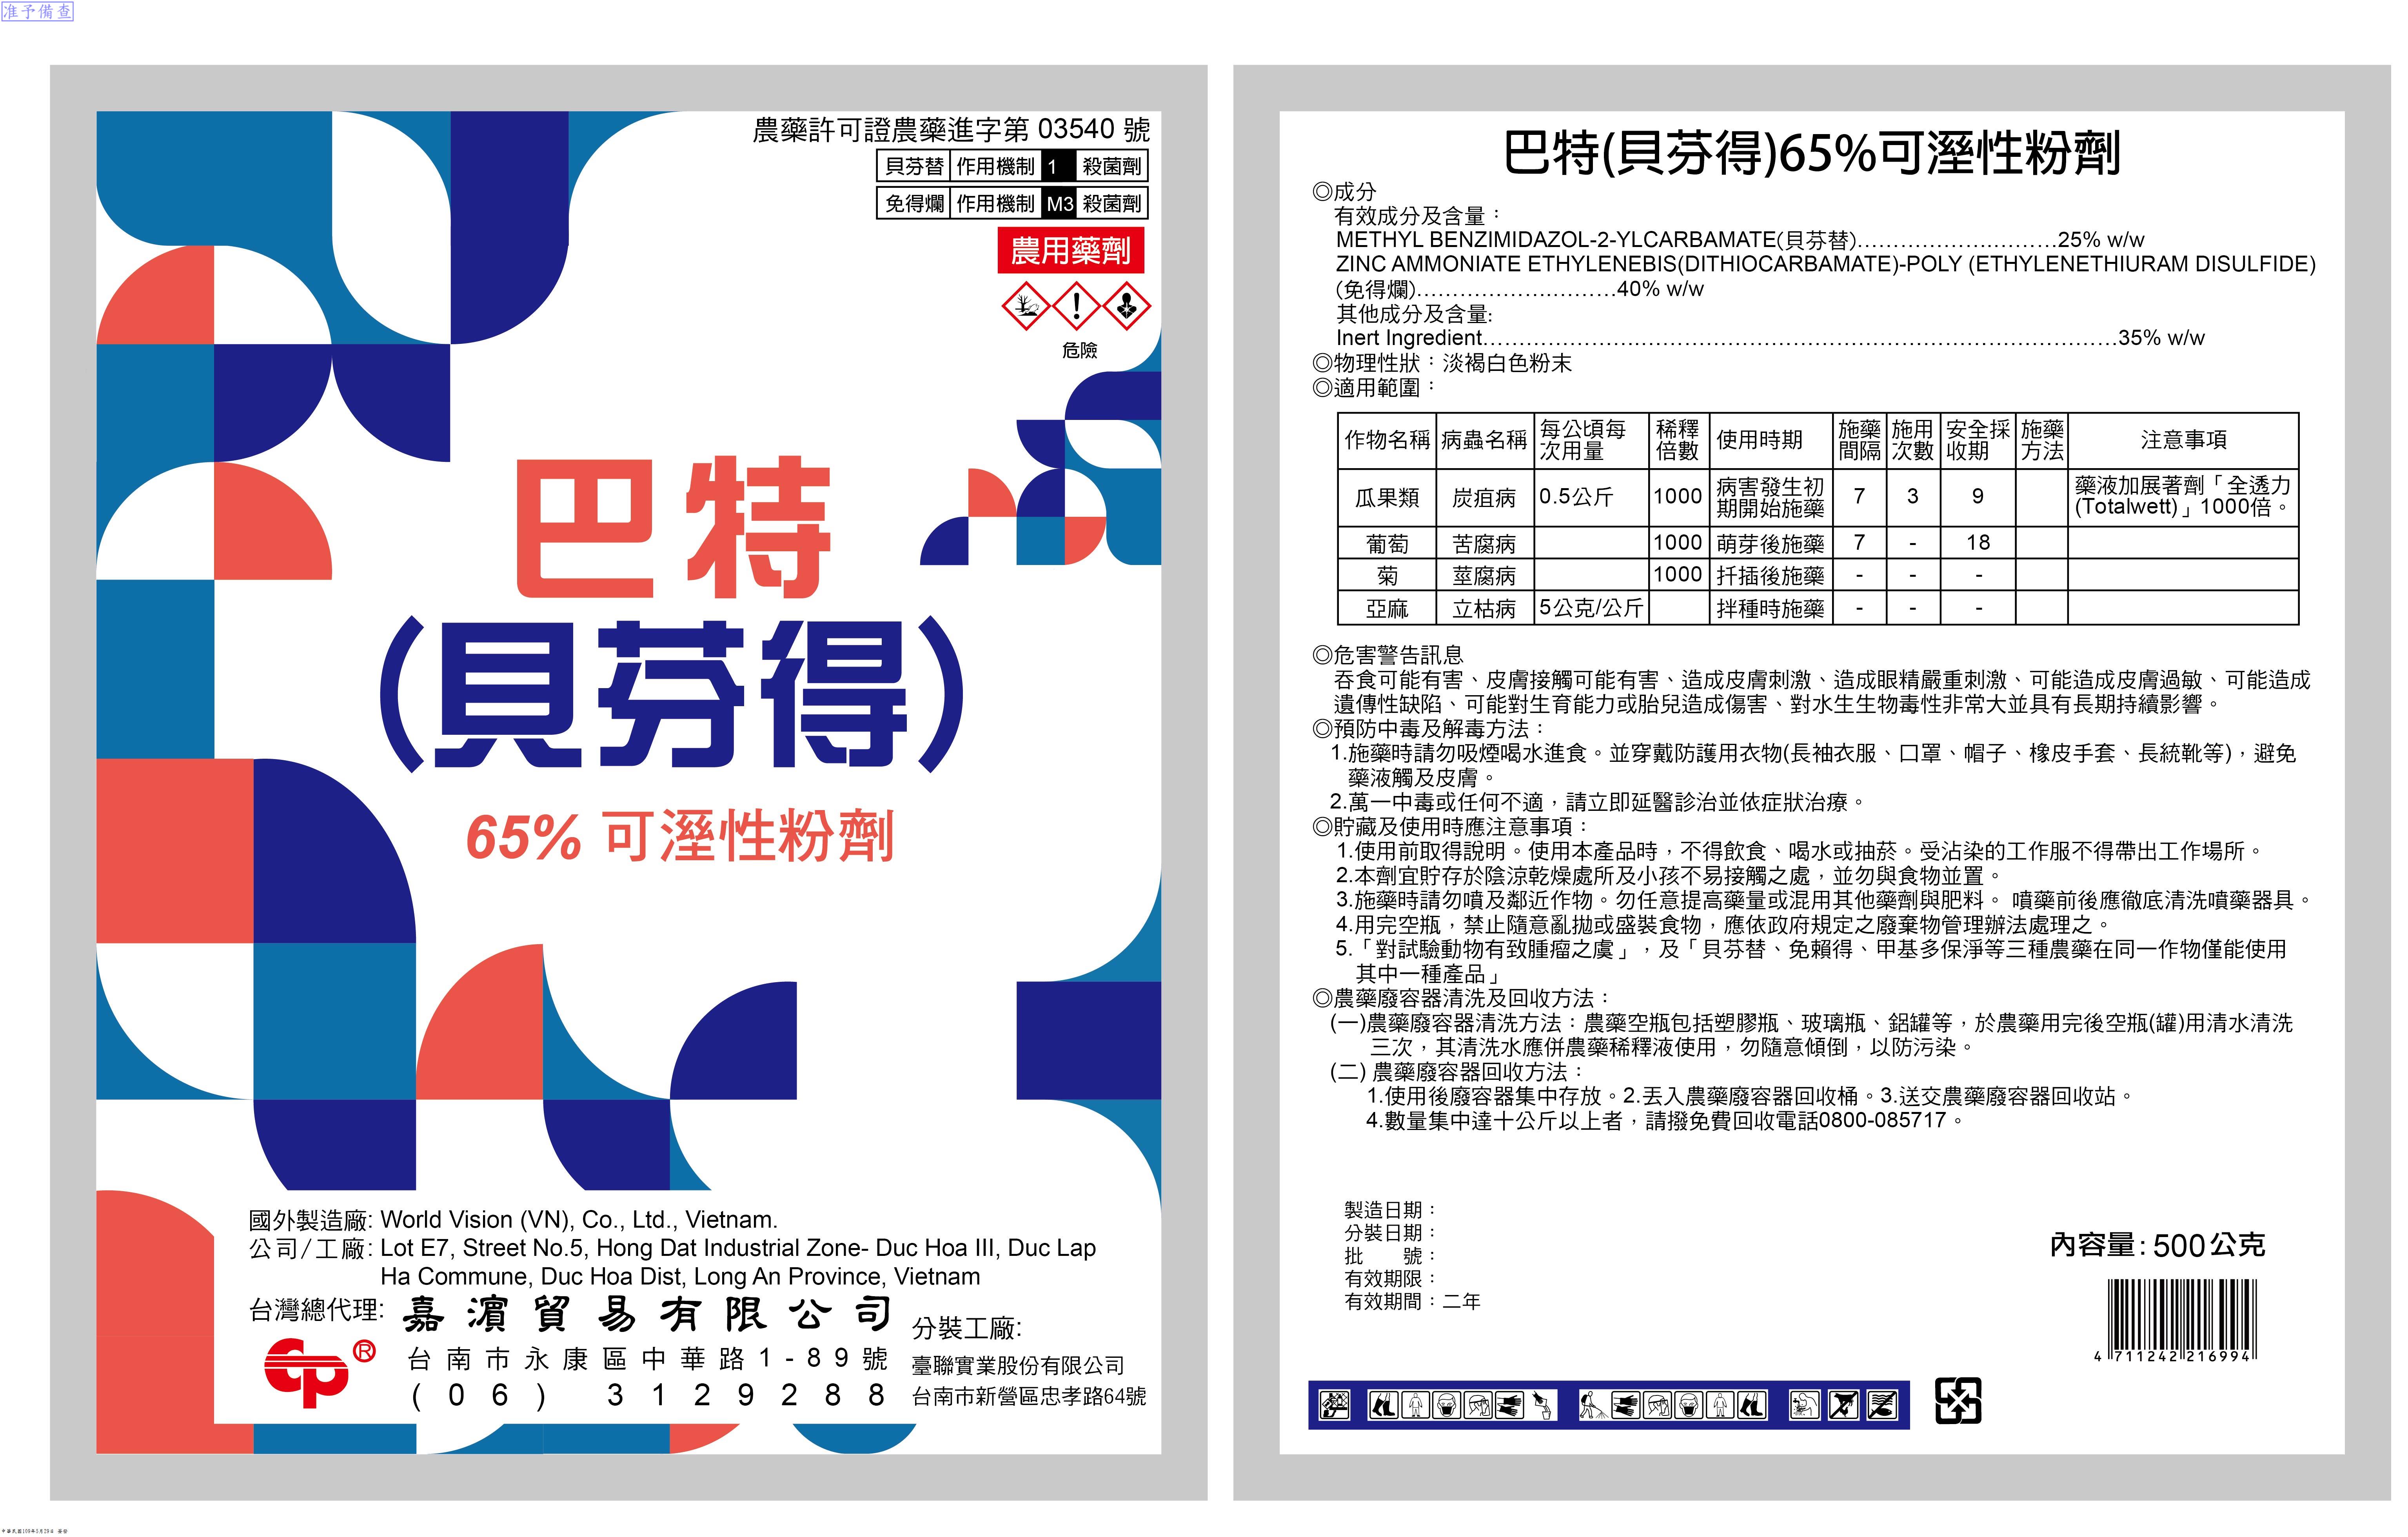 准予備查
農藥許可證農藥進字第 03540 號
貝芬替 作用機制 1 殺菌劑
免得爛 作用機制 M3 殺菌劑
農用藥劑
危險
巴特
(貝芬得)
65% 可溼性粉劑
國外製造廠: World Vision (VN), Co., Ltd., Vietnam.
公司/工廠: Lot E7, Street No.5, Hong Dat Industrial Zone- Duc Hoa III, Duc Lap
Ha Commune, Duc Hoa Dist, Long An Province, Vietnam
台灣總代理: 嘉濱貿易有限公司
CP®
台南市永康區中華路1-89號
(06) 3129288
分裝工廠:
臺聯實業股份有限公司
台南市新營區忠孝路64號
巴特(貝芬得)65%可溼性粉劑
◎成分
有效成分及含量：
METHYL BENZIMIDAZOL-2-YLCARBAMATE(貝芬替)............................25% w/w
ZINC AMMONIATE ETHYLENEBIS(DITHIOCARBAMATE)-POLY (ETHYLENETHIURAM DISULFIDE)
(免得爛)............................40% w/w
其他成分及含量:
Inert Ingredient........................................................................................35% w/w
◎物理性狀：淡褐白色粉末
◎適用範圍：
作物名稱 病蟲名稱 每公頃每次用量 稀釋倍數 使用時期 施藥間隔 施用次數 安全採收期 施藥方法 注意事項
瓜果類 炭疽病 0.5公斤 1000 病害發生初期開始施藥 7 3 9 藥液加展著劑「全透力(Totalwett)」1000倍。
葡萄 苦腐病 1000 萌芽後施藥 7 - 18
菊 莖腐病 1000 扦插後施藥 - - -
亞麻 立枯病 5公克/公斤 拌種時施藥 - - -
◎危害警告訊息
吞食可能有害、皮膚接觸可能有害、造成皮膚刺激、造成眼精嚴重刺激、可能造成皮膚過敏、可能造成
遺傳性缺陷、可能對生育能力或胎兒造成傷害、對水生生物毒性非常大並具有長期持續影響。
◎預防中毒及解毒方法：
1.施藥時請勿吸煙喝水進食。並穿戴防護用衣物(長袖衣服、口罩、帽子、橡皮手套、長統靴等)，避免
藥液觸及皮膚。
2.萬一中毒或任何不適，請立即延醫診治並依症狀治療。
◎貯藏及使用時應注意事項：
1.使用前取得說明。使用本產品時，不得飲食、喝水或抽菸。受沾染的工作服不得帶出工作場所。
2.本劑宜貯存於陰涼乾燥處所及小孩不易接觸之處，並勿與食物並置。
3.施藥時請勿噴及鄰近作物。勿任意提高藥量或混用其他藥劑與肥料。 噴藥前後應徹底清洗噴藥器具。
4.用完空瓶，禁止隨意亂拋或盛裝食物，應依政府規定之廢棄物管理辦法處理之。
5.「對試驗動物有致腫瘤之虞」，及「貝芬替、免賴得、甲基多保淨等三種農藥在同一作物僅能使用
其中一種產品」
◎農藥廢容器清洗及回收方法：
(一)農藥廢容器清洗方法：農藥空瓶包括塑膠瓶、玻璃瓶、鋁罐等，於農藥用完後空瓶(罐)用清水清洗
三次，其清洗水應併農藥稀釋液使用，勿隨意傾倒，以防污染。
(二) 農藥廢容器回收方法：
1.使用後廢容器集中存放。2.丟入農藥廢容器回收桶。3.送交農藥廢容器回收站。
4.數量集中達十公斤以上者，請撥免費回收電話0800-085717。
製造日期：
分裝日期：
批　　號：
有效期限：
有效期間：二年
內容量: 500公克
4 711242 216994